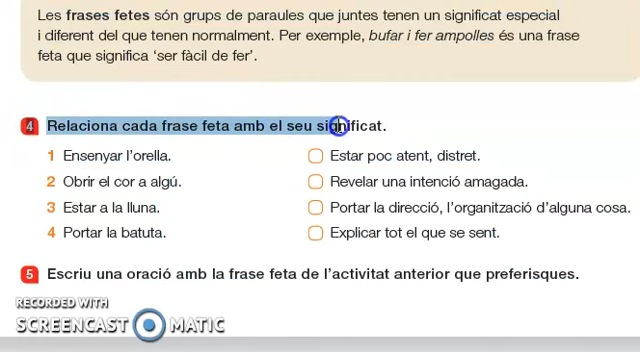 Les frases fetes són grups de paraules que juntes tenen un significat especial
i diferent del que tenen normalment. Per exemple, bufar i fer ampolles és una frase
feta que significa ‘ser fàcil de fer’.
4 Relaciona cada frase feta amb el seu significat.
1 Ensenyar l’orella.
Estar poc atent, distret.
2 Obrir el cor a algú.
Revelar una intenció amagada.
3 Estar a la lluna.
Portar la direcció, l’organització d’alguna cosa.
4 Portar la batuta.
Explicar tot el que se sent.
5 Escriu una oració amb la frase feta de l’activitat anterior que preferisques.
RECORDED WITH
SCREENCAST MATIC